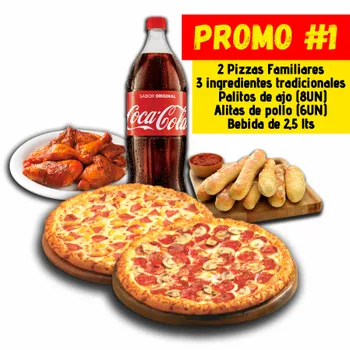 PROMO #1
2 Pizzas Familiares
3 ingredientes tradicionales
Palitos de ajo (8UN)
Alitas de pollo (6UN)
Bebida de 2,5 lts
SABOR ORIGINAL
Coca-Cola